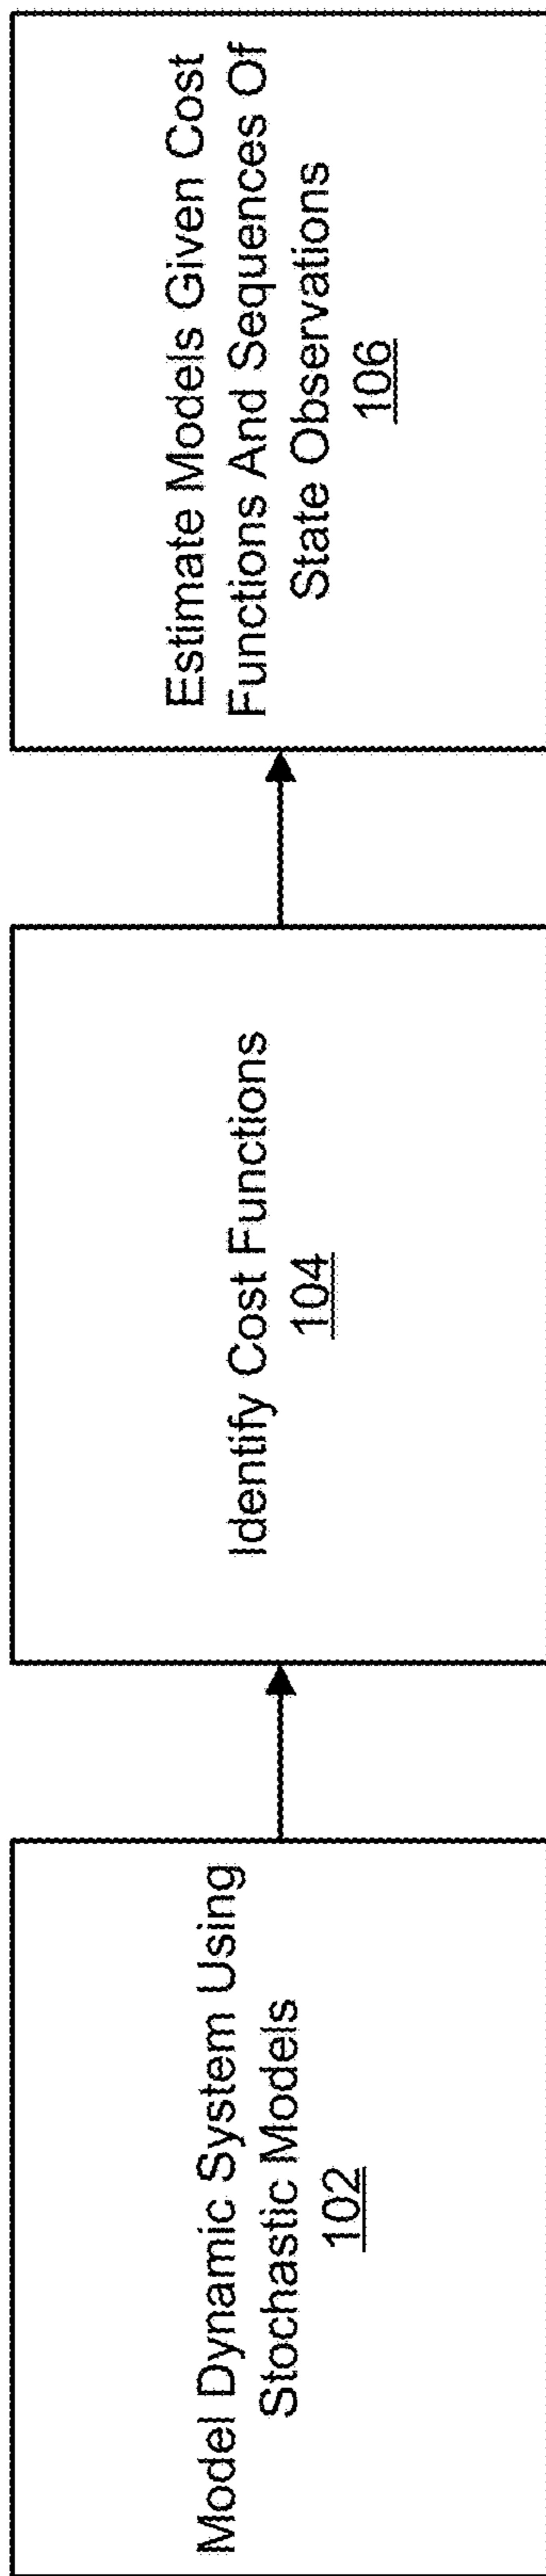 Model Dynamic System Using
Stochastic Models
102
Identify Cost Functions
104
Estimate Models Given Cost
Functions And Sequences Of
State Observations
106